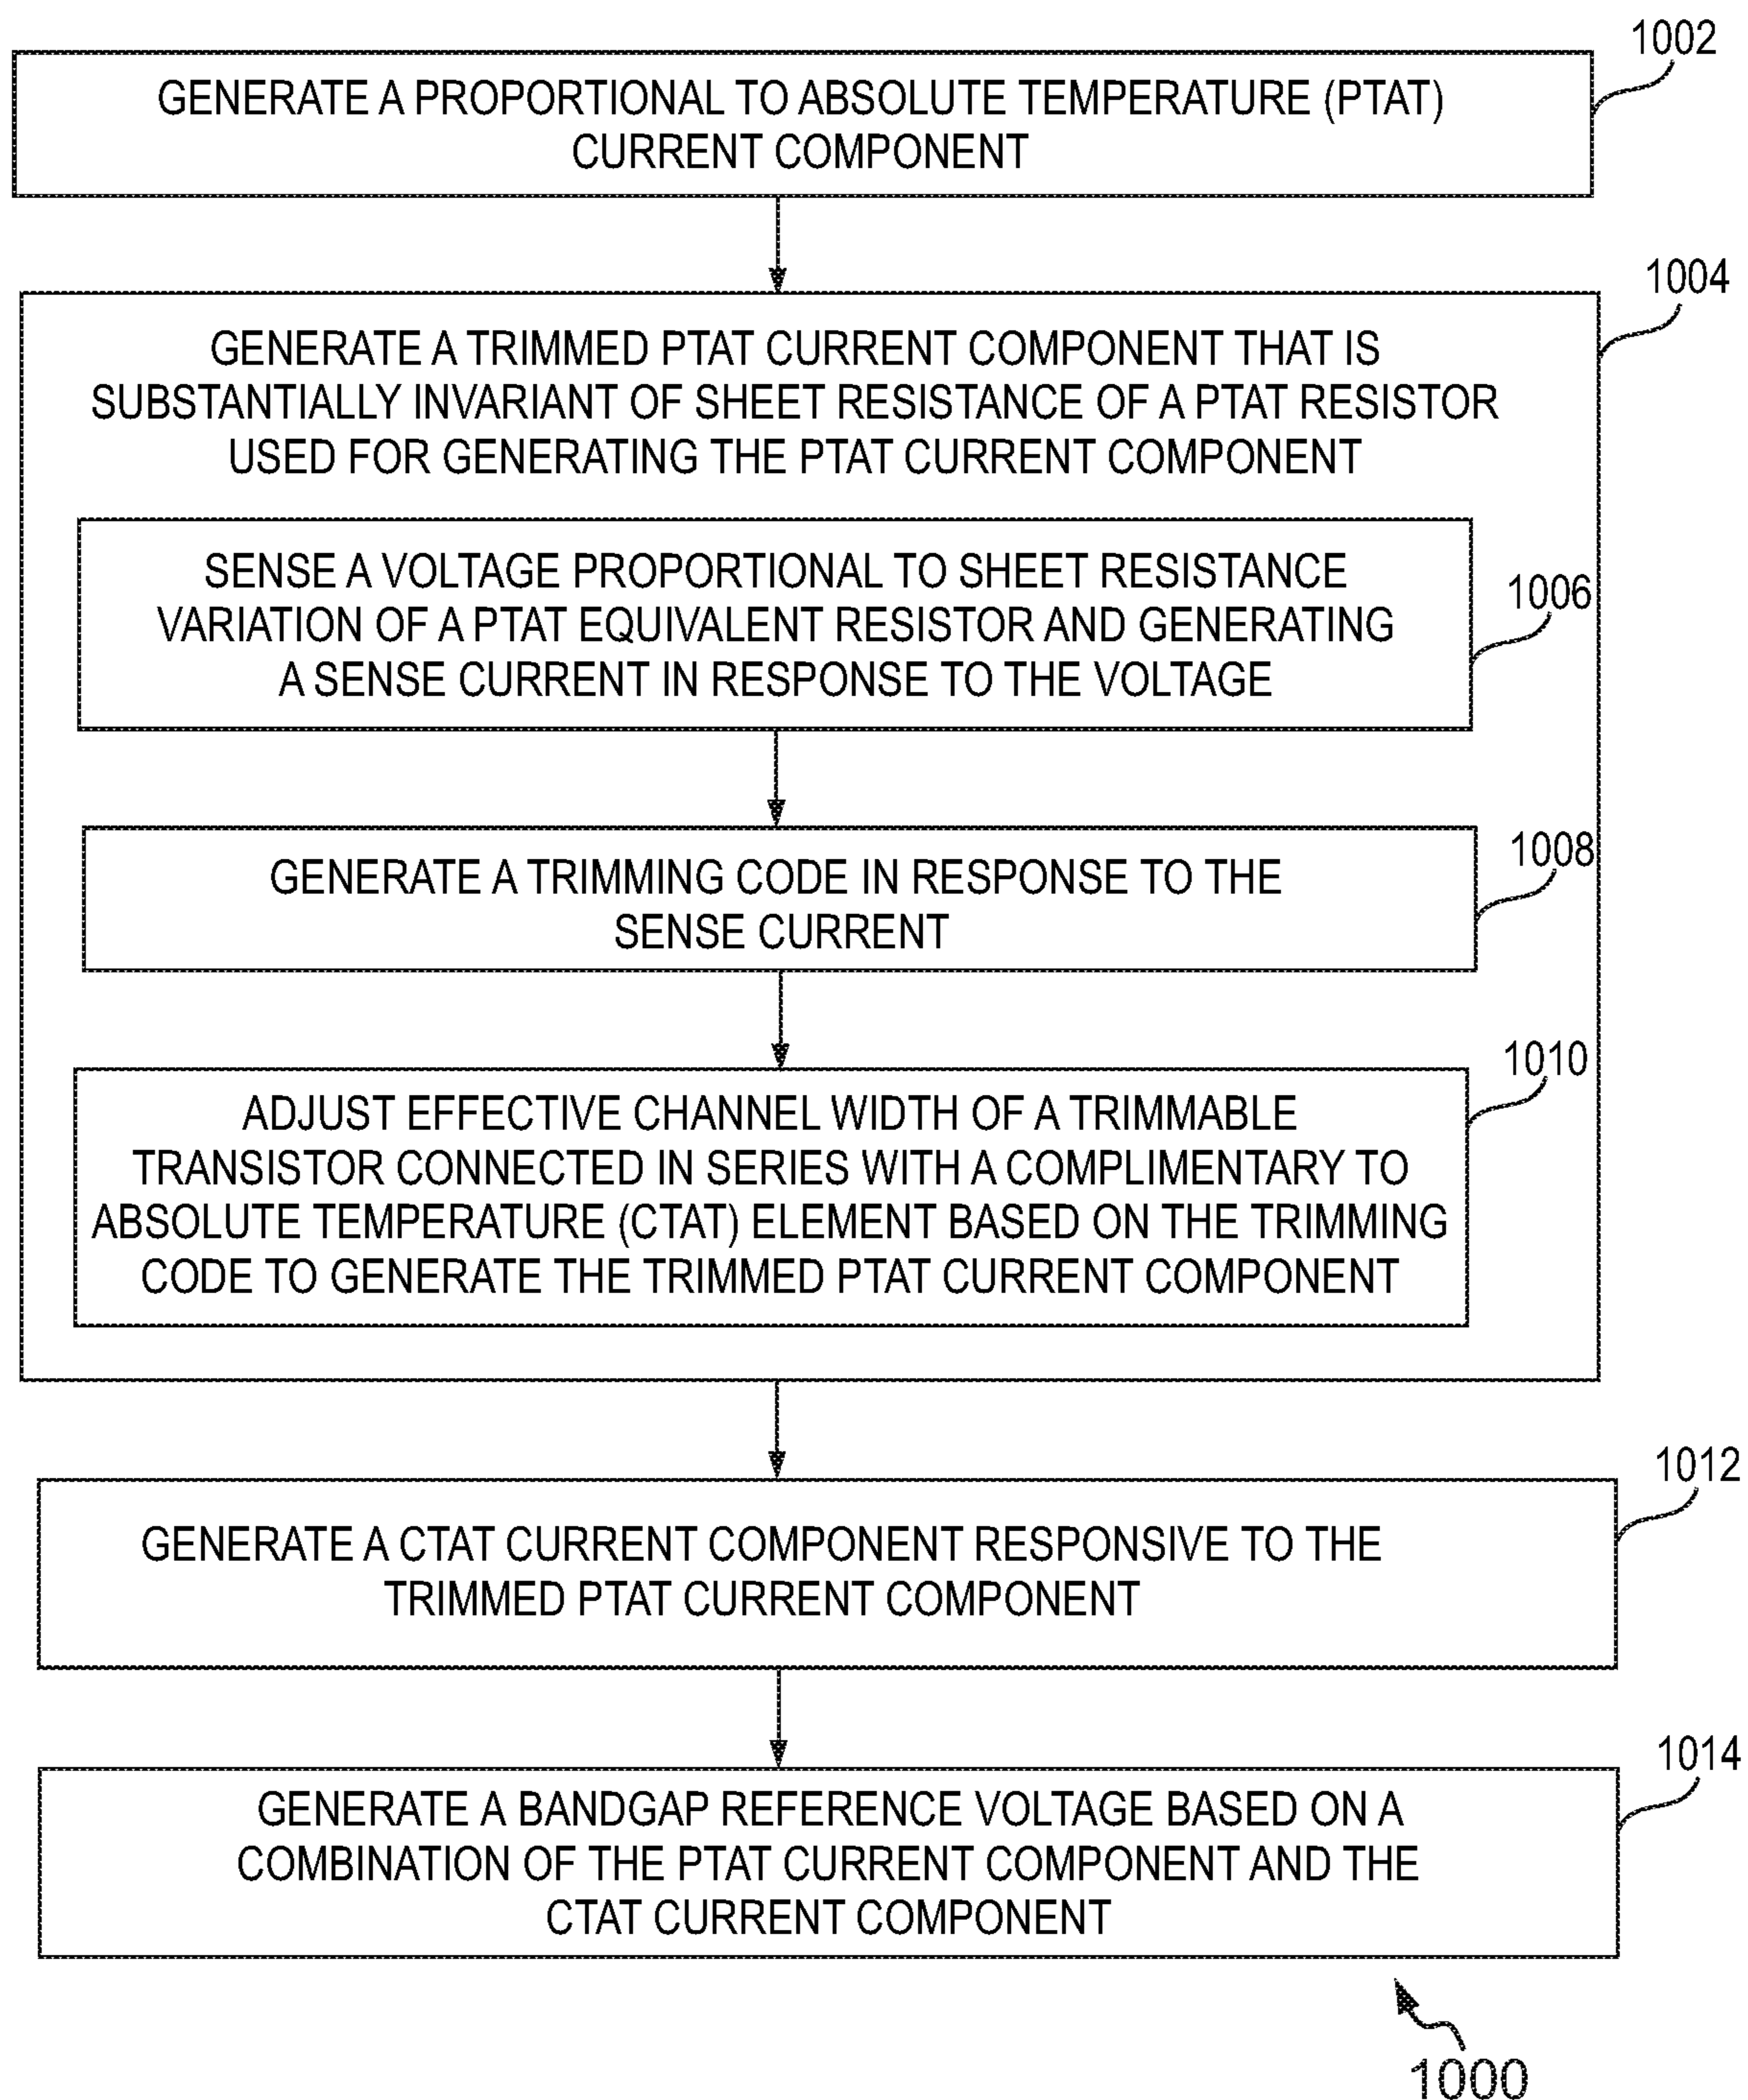 1002
GENERATE A PROPORTIONAL TO ABSOLUTE TEMPERATURE (PTAT)
CURRENT COMPONENT
1004
GENERATE A TRIMMED PTAT CURRENT COMPONENT THAT IS
SUBSTANTIALLY INVARIANT OF SHEET RESISTANCE OF A PTAT RESISTOR
USED FOR GENERATING THE PTAT CURRENT COMPONENT
SENSE A VOLTAGE PROPORTIONAL TO SHEET RESISTANCE
VARIATION OF A PTAT EQUIVALENT RESISTOR AND GENERATING
A SENSE CURRENT IN RESPONSE TO THE VOLTAGE
1006
GENERATE A TRIMMING CODE IN RESPONSE TO THE
SENSE CURRENT
1008
ADJUST EFFECTIVE CHANNEL WIDTH OF A TRIMMABLE
TRANSISTOR CONNECTED IN SERIES WITH A COMPLIMENTARY TO
ABSOLUTE TEMPERATURE (CTAT) ELEMENT BASED ON THE TRIMMING
CODE TO GENERATE THE TRIMMED PTAT CURRENT COMPONENT
1010
GENERATE A CTAT CURRENT COMPONENT RESPONSIVE TO THE
TRIMMED PTAT CURRENT COMPONENT
1012
GENERATE A BANDGAP REFERENCE VOLTAGE BASED ON A
COMBINATION OF THE PTAT CURRENT COMPONENT AND THE
CTAT CURRENT COMPONENT
1014
1000